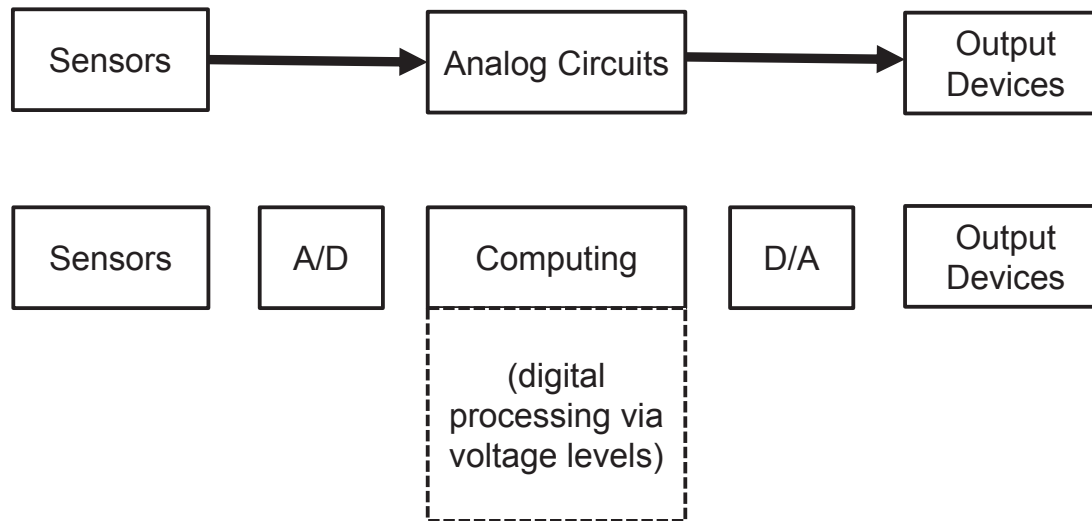 Sensors
Analog Circuits
Output
Devices
Sensors
A/D
Computing
D/A
Output
Devices
(digital
processing via
voltage levels)